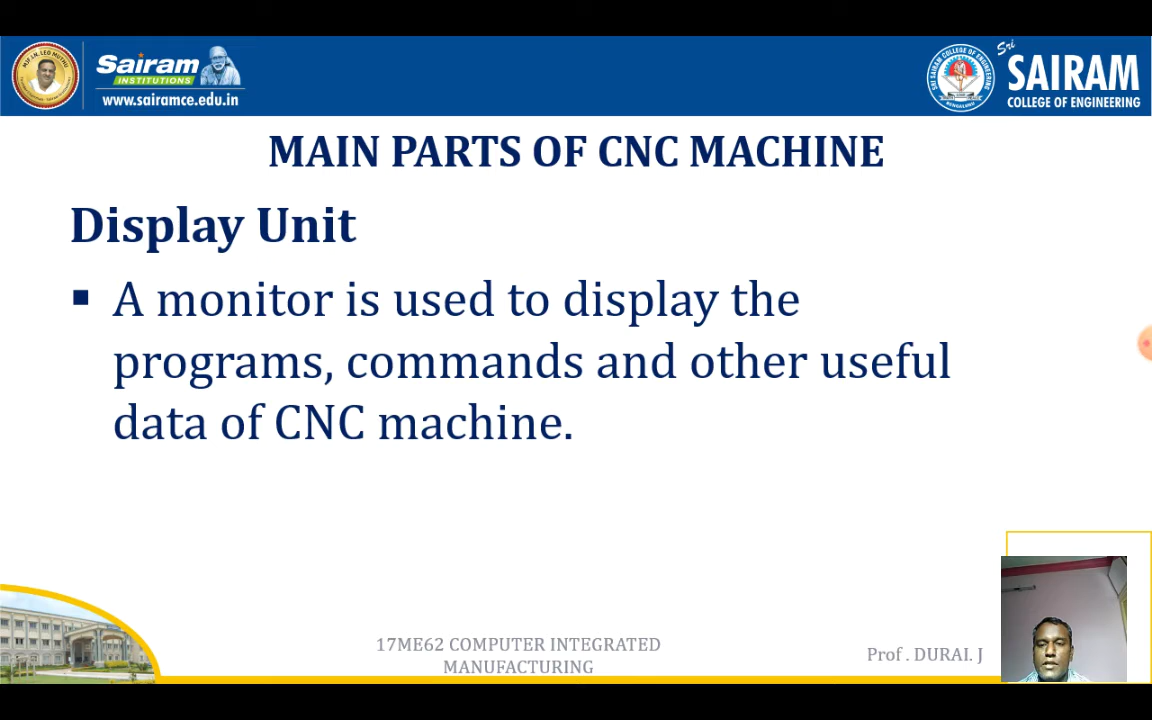 Sairam
INSTITUTIONS
www.sairamce.edu.in
Sri
SAIRAM
COLLEGE OF ENGINEERING
MAIN PARTS OF CNC MACHINE
Display Unit
▪ A monitor is used to display the
programs, commands and other useful
data of CNC machine.
17ME62 COMPUTER INTEGRATED
MANUFACTURING
Prof . DURAI. J